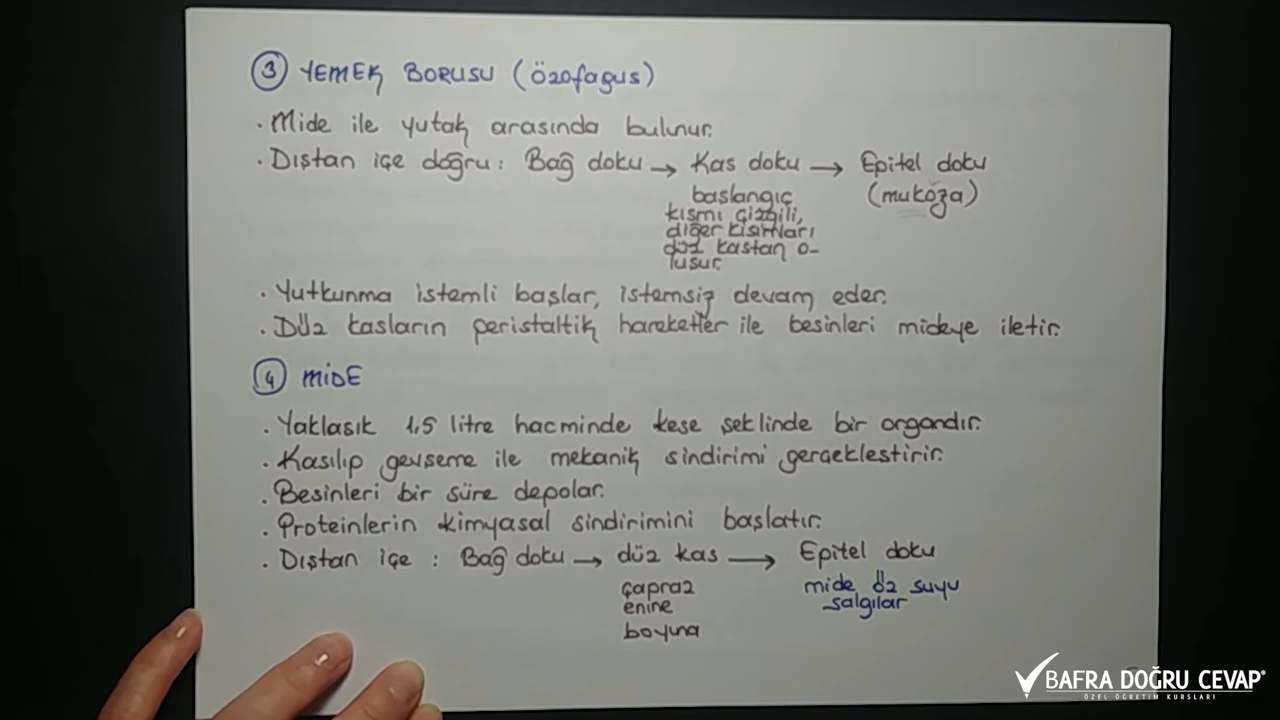 ③ YEMEK BORUSU (Özofagus)
. Mide ile yutak arasında bulunur.
. Dıştan içe doğru: Bağ doku → Kas doku → Epitel doku
başlangıç (mukoza)
kısmı çizgili,
diğer kısımları
düz kastan o-
luşur.
. Yutkunma istemli başlar, istemsiz devam eder.
. Düz kasların peristaltik hareketler ile besinleri mideye iletir.
④ MİDE
. Yaklaşık 1,5 litre hacminde kese şeklinde bir organdır.
. Kasılıp gevşeme ile mekanik sindirimi gerçekleştirir.
. Besinleri bir süre depolar.
. Proteinlerin kimyasal sindirimini başlatır.
. Dıştan içe : Bağ doku → düz kas → Epitel doku
çapraz mide öz suyu
enine salgılar
boyuna
BAFRA DOĞRU CEVAP®
ÖZEL ÖĞRETİM KURSLARI